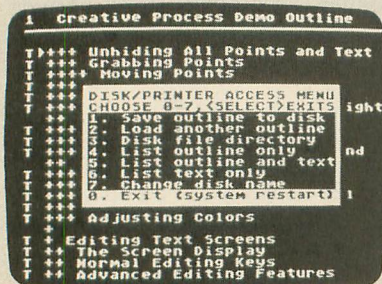 1 Creative Process Demo Outline
T)++++ Unhiding All Points and Text
T +++ Grabbing Points
T ++++ Moving Points
T +++
DISK/PRINTER ACCESS MENU
T +++ CHOOSE 0-7,<SELECT>EXITS ight
+++ 1. Save outline to disk
T +++ 2. Load another outline
T +++ 3. Disk file directory
T +++ 4. List outline only nd
+++ 5. List outline and text
T +++ 6. List text only
T +++ 7. Change disk name
T +++ 0. Exit (system restart) l
+++
T +++ Adjusting Colors
+
T + Editing Text Screens
T ++ The Screen Display
T ++ Normal Editing Keys
T ++ Advanced Editing Features